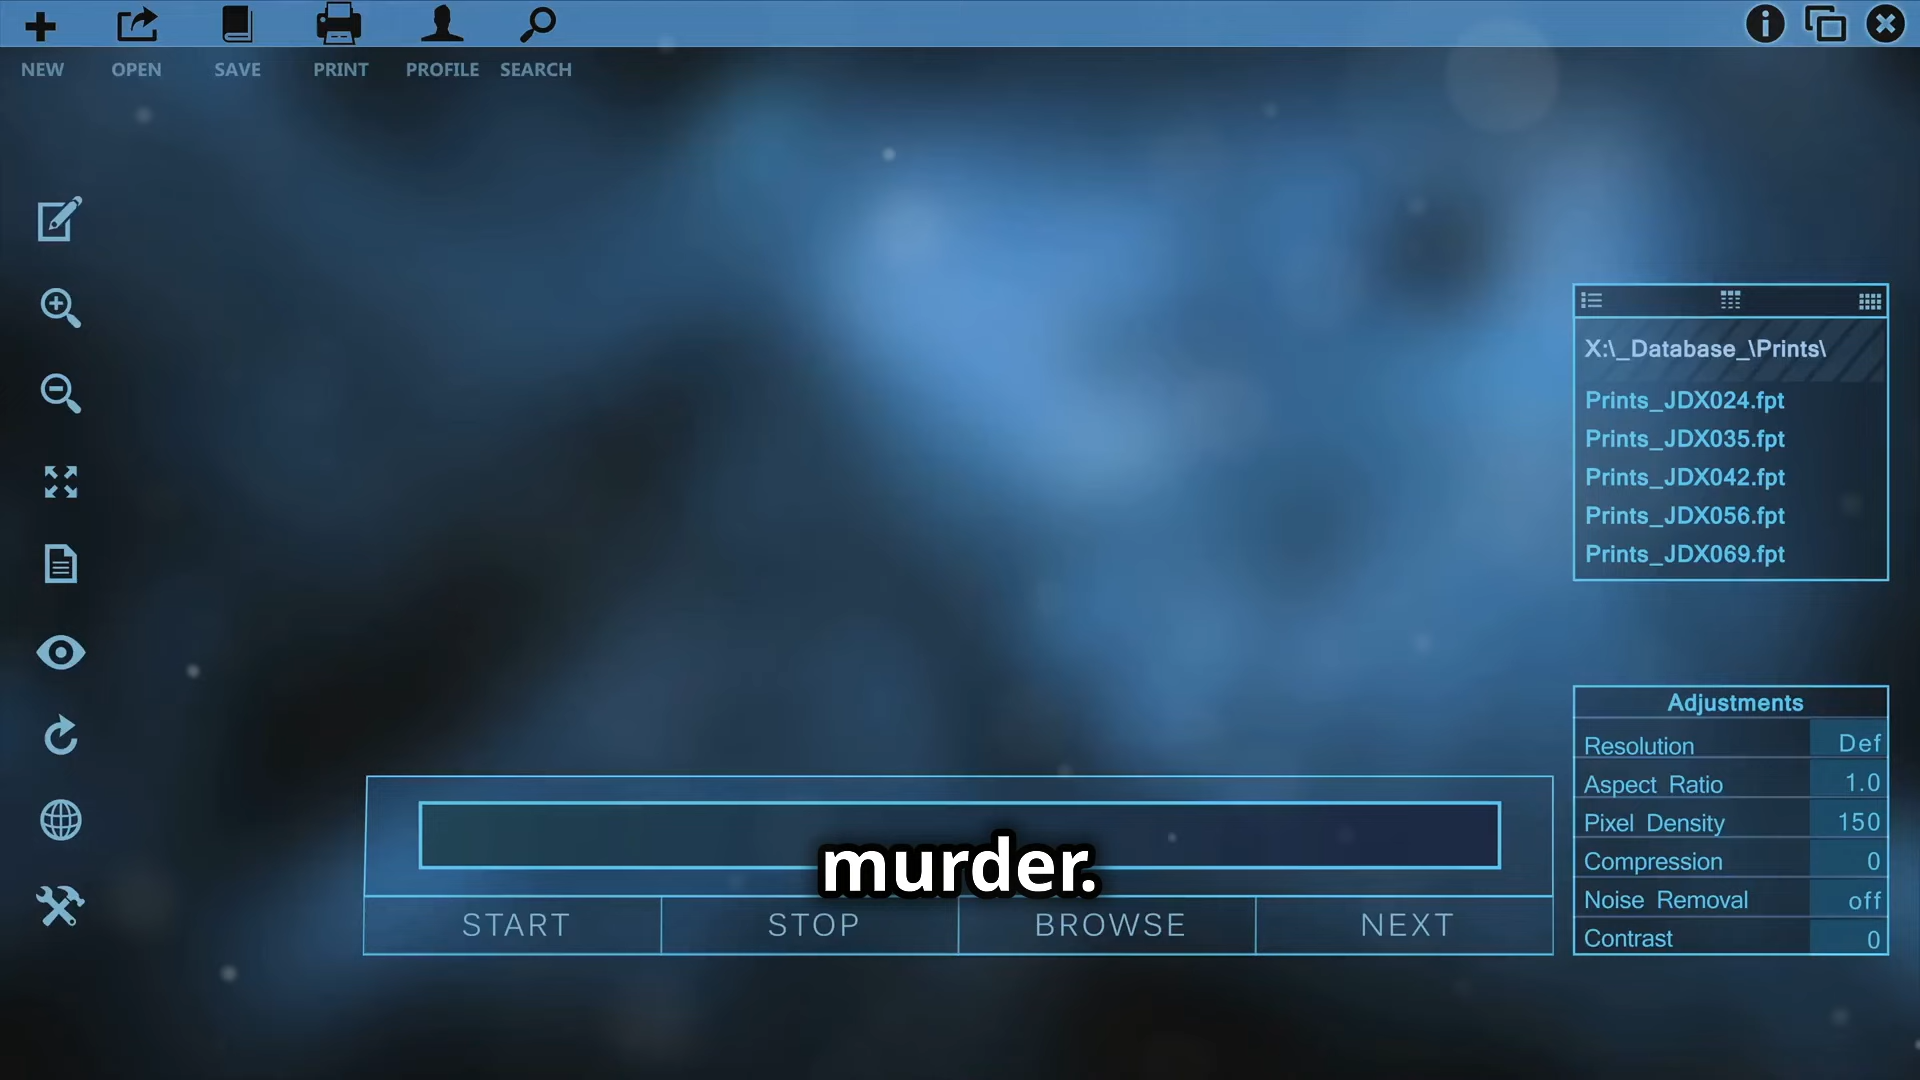 NEW OPEN SAVE PRINT PROFILE SEARCH
X:\_Database_\Prints\
Prints_JDX024.fpt
Prints_JDX035.fpt
Prints_JDX042.fpt
Prints_JDX056.fpt
Prints_JDX069.fpt
Adjustments
Resolution Def
Aspect Ratio 1.0
Pixel Density 150
Compression 0
Noise Removal off
Contrast 0
murder.
START STOP BROWSE NEXT